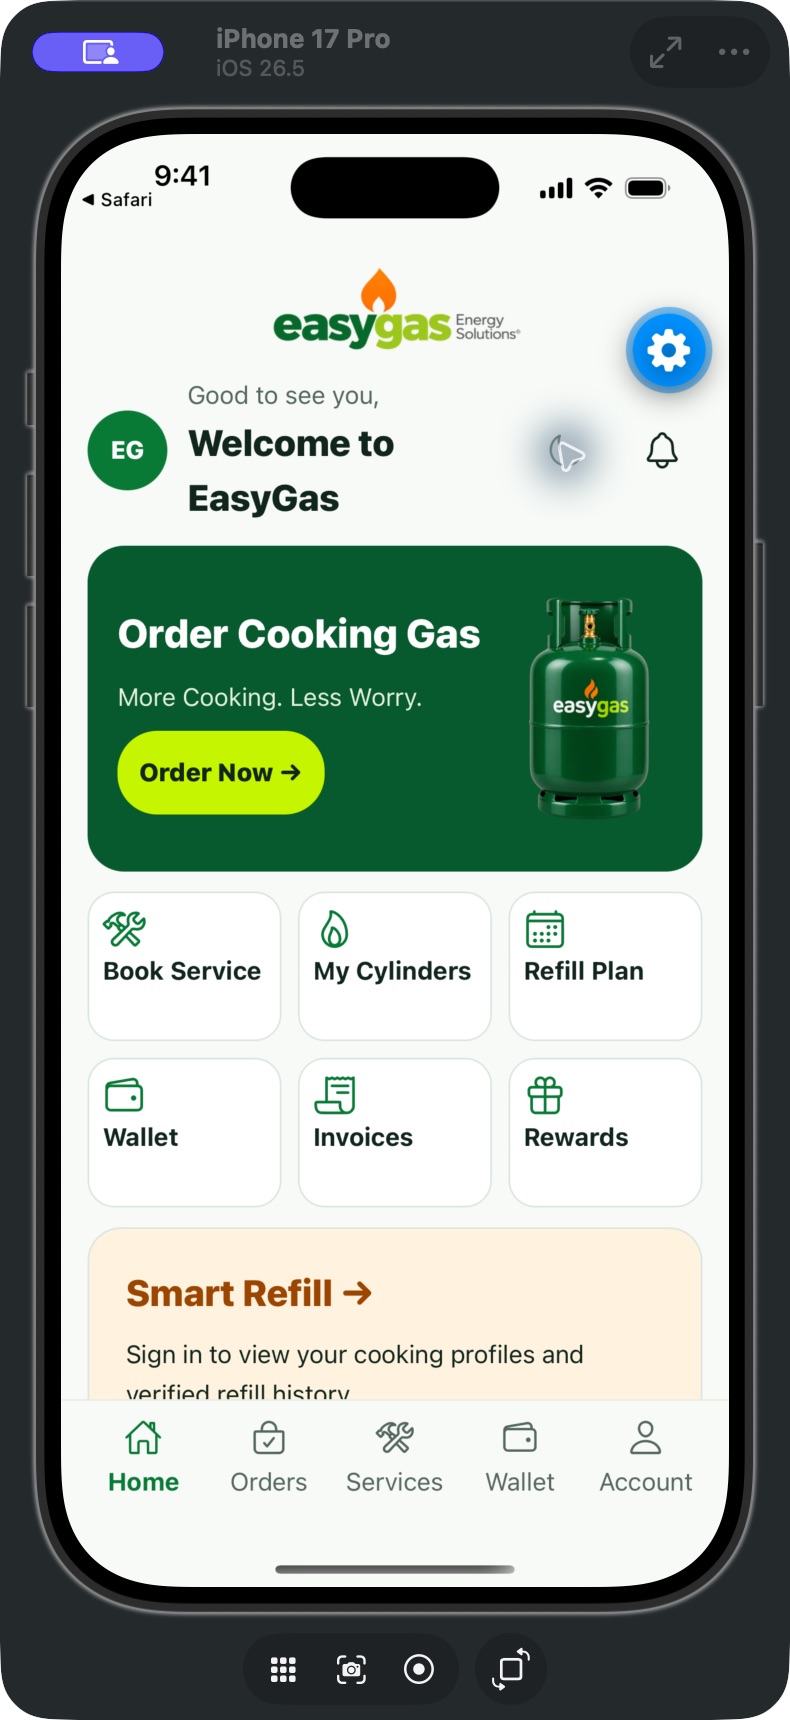 iPhone 17 Pro
iOS 26.5
9:41
◀ Safari
easygas Energy Solutions®
Good to see you,
EG
Welcome to
EasyGas
Order Cooking Gas
More Cooking. Less Worry.
easygas
Order Now →
Book Service
My Cylinders
Refill Plan
Wallet
Invoices
Rewards
Smart Refill →
Sign in to view your cooking profiles and
verified refill history
Home
Orders
Services
Wallet
Account